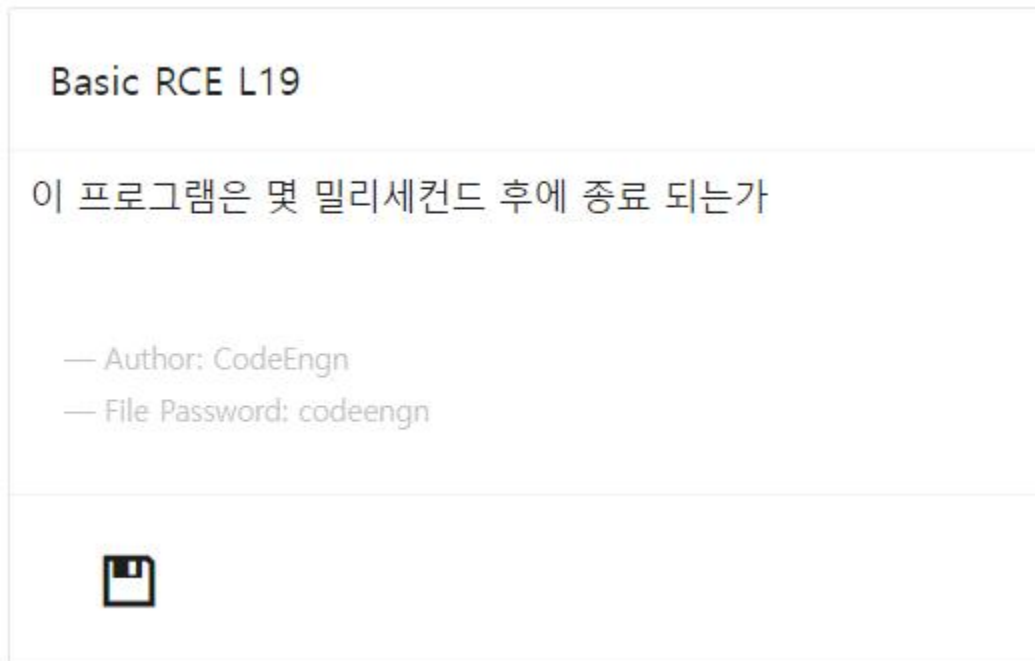 Basic RCE L19
이 프로그램은 몇 밀리세컨드 후에 종료 되는가
— Author: CodeEngn
— File Password: codeengn